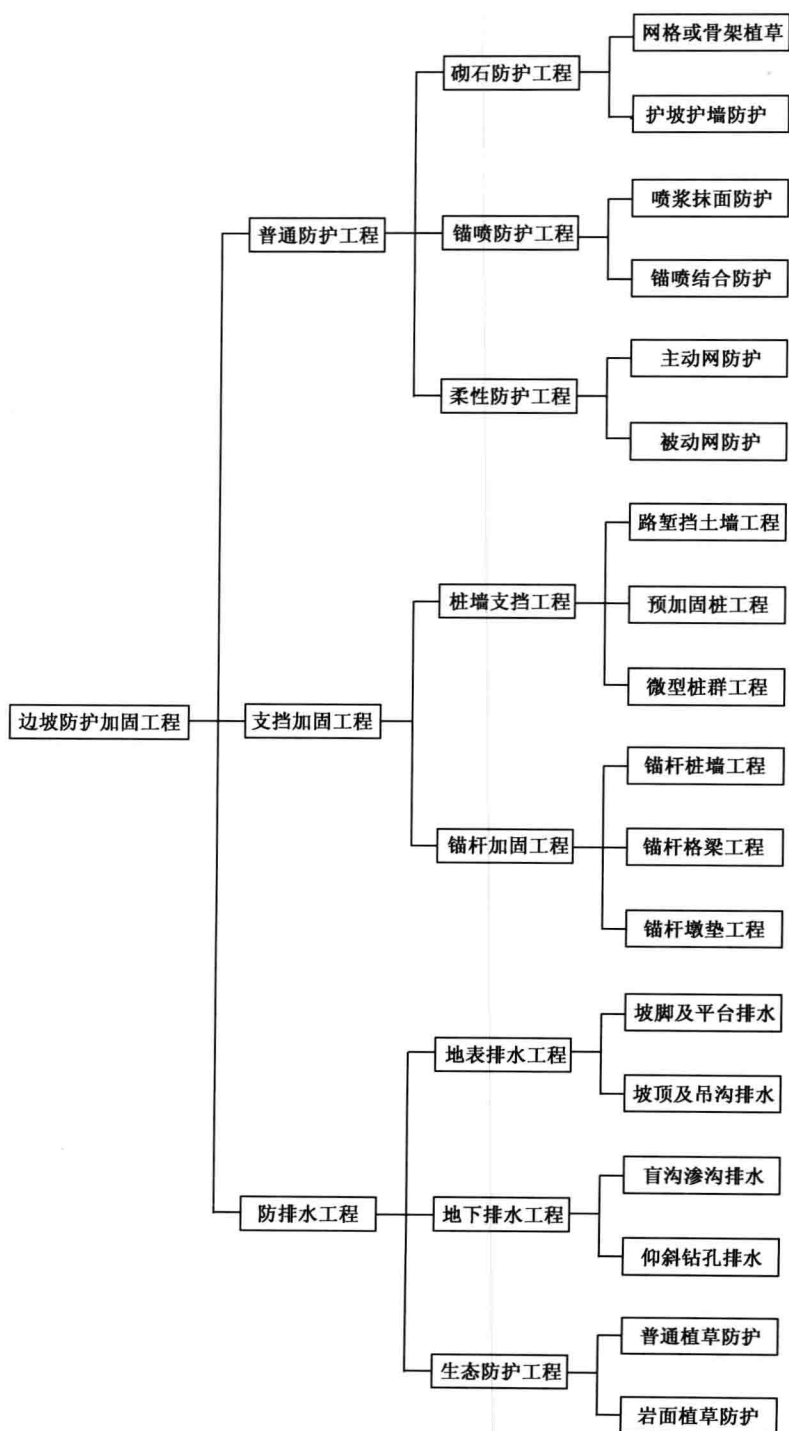 边坡防护加固工程
普通防护工程
砌石防护工程
网格或骨架植草
护坡护墙防护
锚喷防护工程
喷浆抹面防护
锚喷结合防护
柔性防护工程
主动网防护
被动网防护
支挡加固工程
桩墙支挡工程
路堑挡土墙工程
预加固桩工程
微型桩群工程
锚杆加固工程
锚杆桩墙工程
锚杆格梁工程
锚杆墩垫工程
防排水工程
地表排水工程
坡脚及平台排水
坡顶及吊沟排水
地下排水工程
盲沟渗沟排水
仰斜钻孔排水
生态防护工程
普通植草防护
岩面植草防护